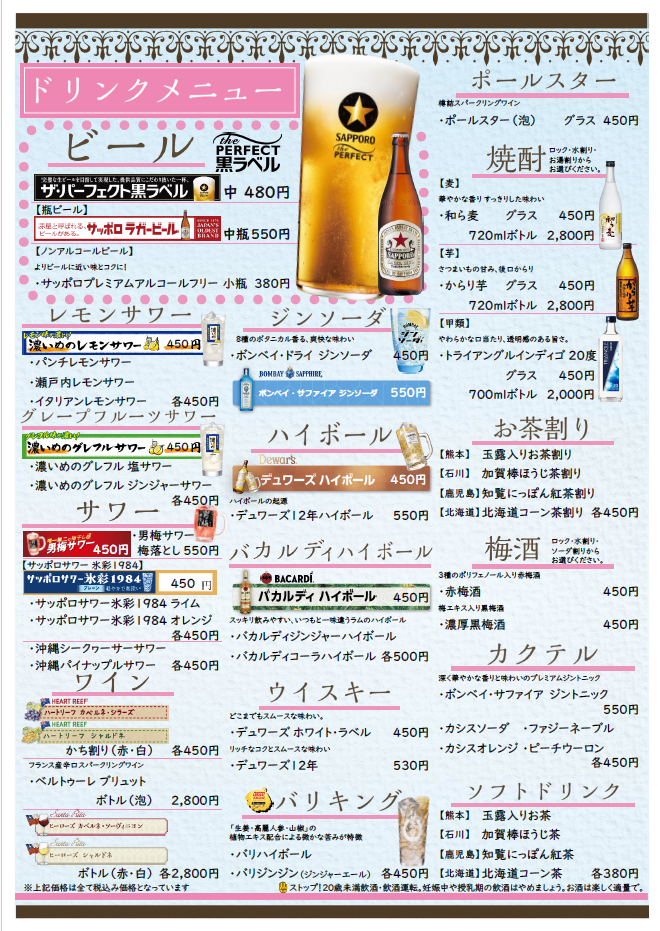 ドリンクメニュー
ビール
the PERFECT 黒ラベル
ザ・パーフェクト黒ラベル 中 480円
【瓶ビール】
サッポロ ラガービール SINCE 1876 JAPAN'S OLDEST BRAND 中瓶550円
【ノンアルコールビール】
よりビールに近い味とコクに!
・サッポロプレミアムアルコールフリー 小瓶 380円
SAPPORO
THE PERFECT
レモンサワー
濃いめのレモンサワー 450円
・パンチレモンサワー
・瀬戸内レモンサワー
・イタリアンレモンサワー 各450円
グレープフルーツサワー
濃いめのグレフルサワー 450円
・濃いめのグレフル 塩サワー
・濃いめのグレフル ジンジャーサワー
各450円
サワー
男梅サワー 450円
・男梅サワー
梅落とし 550円
【サッポロサワー 氷彩1984】
サッポロサワー氷彩1984 プレーン 450 円
・サッポロサワー氷彩1984 ライム
・サッポロサワー氷彩1984 オレンジ
各450円
・沖縄シークヮーサーサワー
・沖縄パイナップルサワー 各450円
ワイン
HEART REEF
ハートリーフ カベルネ・シラーズ
HEART REEF
ハートリーフ シャルドネ
かち割り(赤・白) 各450円
フランス産辛口スパークリングワイン
・ベルトゥーレ ブリュット
ボトル(泡) 2,800円
Santa Rita
ヒーローズ カベルネ・ソーヴィニヨン
Santa Rita
ヒーローズ シャルドネ
ボトル(赤・白) 各2,800円
※上記価格は全て税込み価格となっています
ジンソーダ
8種のボタニカル香る、爽快な味わい
・ボンベイ・ドライ ジンソーダ 450円
BOMBAY SAPPHIRE
ボンベイ・サファイア ジンソーダ 550円
ハイボール
Dewar's
デュワーズ ハイボール 450円
ハイボールの起源
・デュワーズ12年ハイボール 550円
バカルディハイボール
BACARDÍ
バカルディ ハイボール 450円
スッキリ飲みやすい、いつもと一味違うラムのハイボール
・バカルディジンジャーハイボール
・バカルディコーラハイボール 各500円
ウイスキー
どこまでもスムースな味わい。
・デュワーズ ホワイト・ラベル 450円
リッチなコクとスムースな味わい
・デュワーズ12年 530円
バリキング
「生姜・高麗人参・山椒」の
植物エキス配合による微かな苦みが特徴
・バリハイボール
・バリジンジン(ジンジャーエール) 各450円
ポールスター
樽詰スパークリングワイン
・ポールスター(泡) グラス 450円
焼酎 ロック・水割り・
お湯割りから
お選びください。
【麦】
華やかな香り すっきりした味わい
・和ら麦 グラス 450円
720mlボトル 2,800円
【芋】
さつまいもの甘み、後口からり
・からり芋 グラス 450円
720mlボトル 2,800円
【甲類】
やわらかな口当たり、透明感のある旨さ。
・トライアングルインディゴ 20度
グラス 450円
700mlボトル 2,000円
お茶割り
【熊本】 玉露入りお茶割り
【石川】 加賀棒ほうじ茶割り
【鹿児島】知覧にっぽん紅茶割り
【北海道】北海道コーン茶割り 各450円
梅酒 ロック・水割り・
ソーダ割りから
お選びください。
3種のポリフェノール入り赤梅酒
・赤梅酒 450円
梅エキス入り黒梅酒
・濃厚黒梅酒 450円
カクテル
深く華やかな香りと味わいのプレミアムジントニック
・ボンベイ・サファイア ジントニック
550円
・カシスソーダ ・ファジーネーブル
・カシスオレンジ ・ピーチウーロン
各450円
ソフトドリンク
【熊本】 玉露入りお茶
【石川】 加賀棒ほうじ茶
【鹿児島】知覧にっぽん紅茶
【北海道】北海道コーン茶 各380円
ストップ!20歳未満飲酒・飲酒運転。妊娠中や授乳期の飲酒はやめましょう。お酒は楽しく適量で。